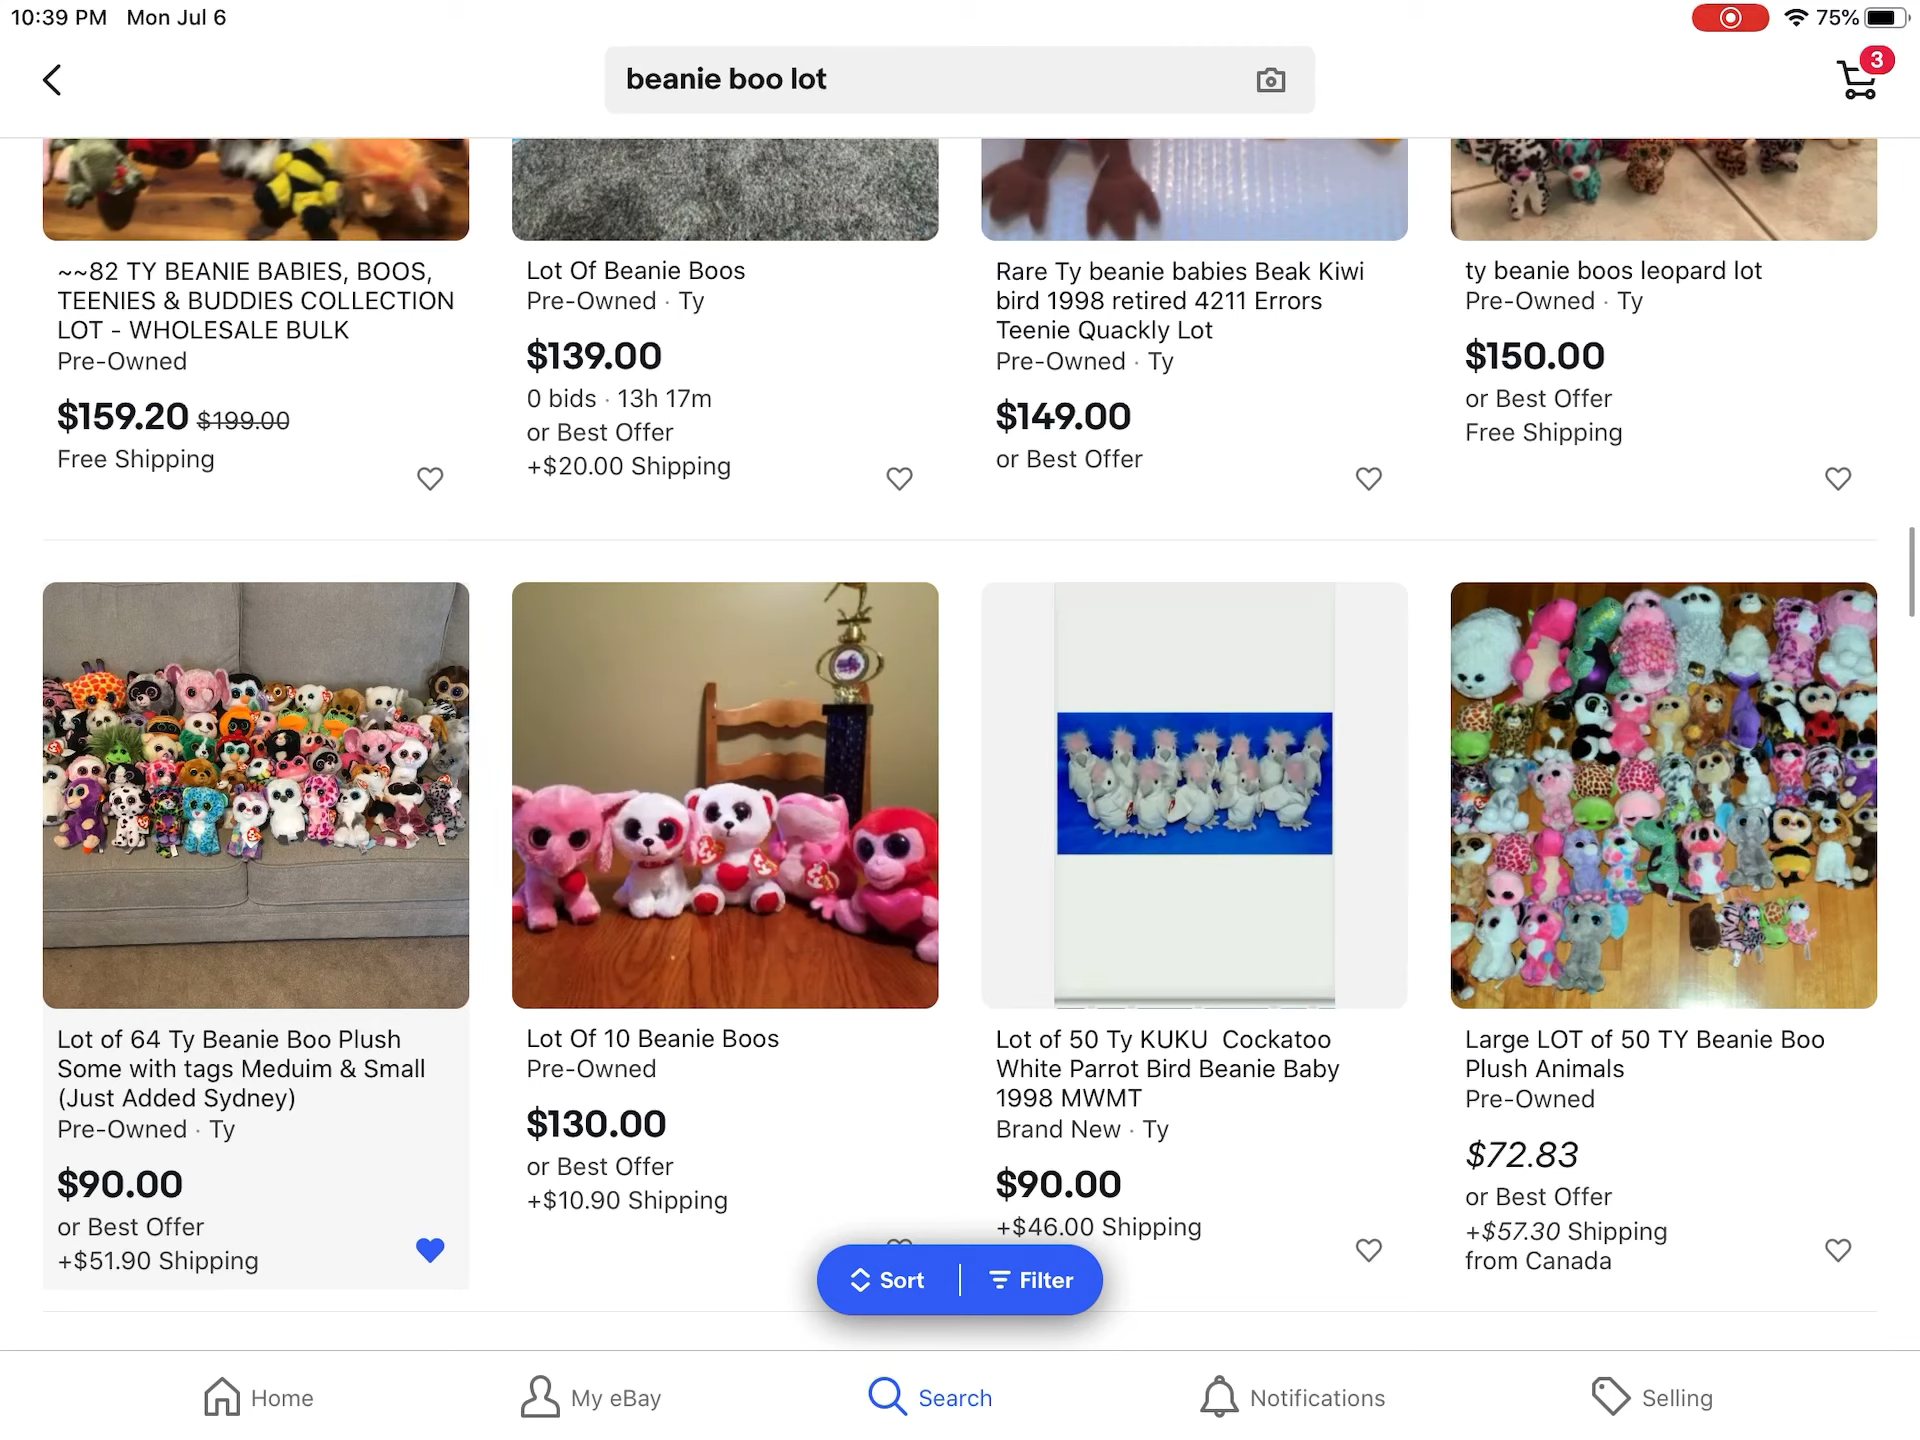 10:39 PM Mon Jul 6
75%
beanie boo lot
3
~~82 TY BEANIE BABIES, BOOS,
TEENIES & BUDDIES COLLECTION
LOT - WHOLESALE BULK
Pre-Owned
$159.20 $199.00
Free Shipping
Lot Of Beanie Boos
Pre-Owned · Ty
$139.00
0 bids · 13h 17m
or Best Offer
+$20.00 Shipping
Rare Ty beanie babies Beak Kiwi
bird 1998 retired 4211 Errors
Teenie Quackly Lot
Pre-Owned · Ty
$149.00
or Best Offer
ty beanie boos leopard lot
Pre-Owned · Ty
$150.00
or Best Offer
Free Shipping
Lot of 64 Ty Beanie Boo Plush
Some with tags Meduim & Small
(Just Added Sydney)
Pre-Owned · Ty
$90.00
or Best Offer
+$51.90 Shipping
Lot Of 10 Beanie Boos
Pre-Owned
$130.00
or Best Offer
+$10.90 Shipping
Lot of 50 Ty KUKU Cockatoo
White Parrot Bird Beanie Baby
1998 MWMT
Brand New · Ty
$90.00
+$46.00 Shipping
Large LOT of 50 TY Beanie Boo
Plush Animals
Pre-Owned
$72.83
or Best Offer
+$57.30 Shipping
from Canada
Sort
Filter
Home
My eBay
Search
Notifications
Selling